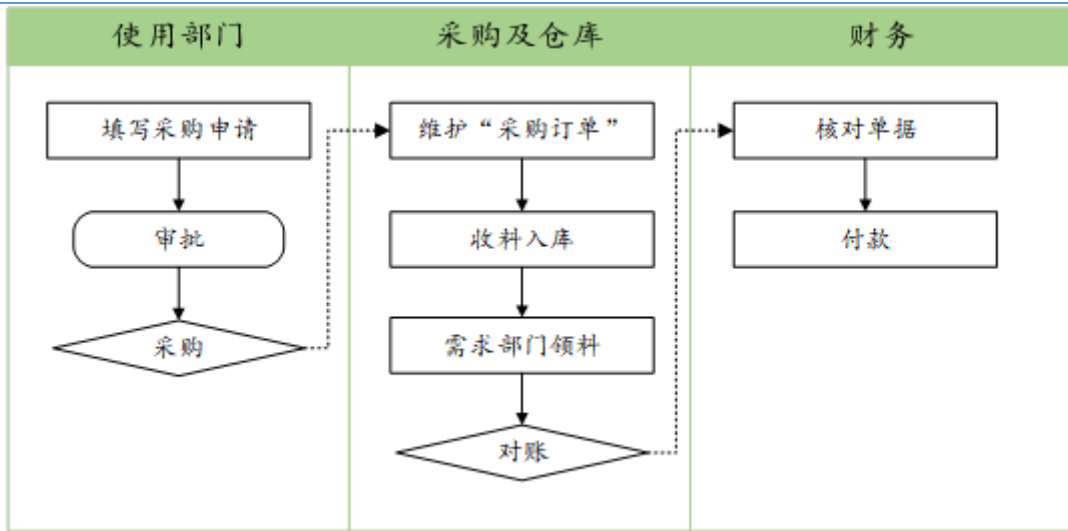 使用部门
采购及仓库
财务
填写采购申请
审批
采购
维护“采购订单”
收料入库
需求部门领料
对账
核对单据
付款